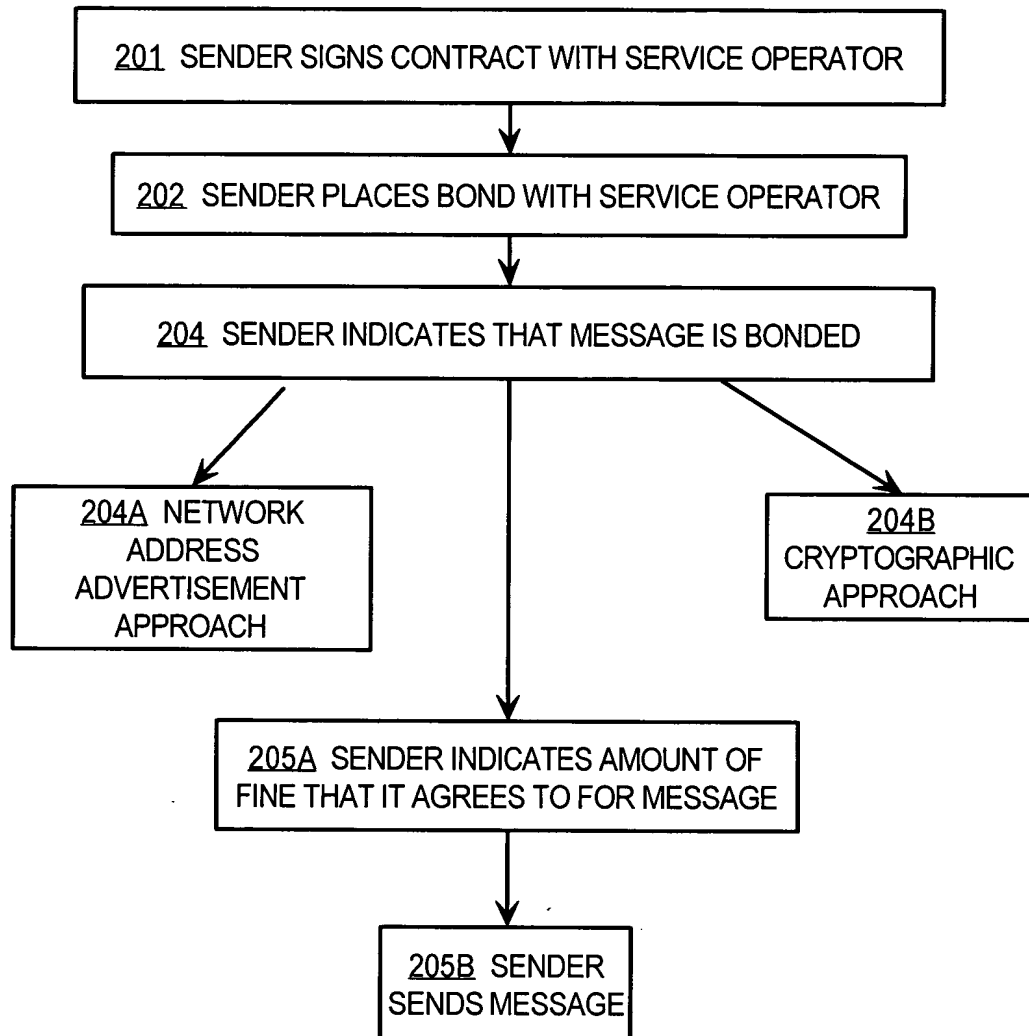 201 SENDER SIGNS CONTRACT WITH SERVICE OPERATOR
202 SENDER PLACES BOND WITH SERVICE OPERATOR
204 SENDER INDICATES THAT MESSAGE IS BONDED
204A NETWORK
ADDRESS
ADVERTISEMENT
APPROACH
204B
CRYPTOGRAPHIC
APPROACH
205A SENDER INDICATES AMOUNT OF
FINE THAT IT AGREES TO FOR MESSAGE
205B SENDER
SENDS MESSAGE